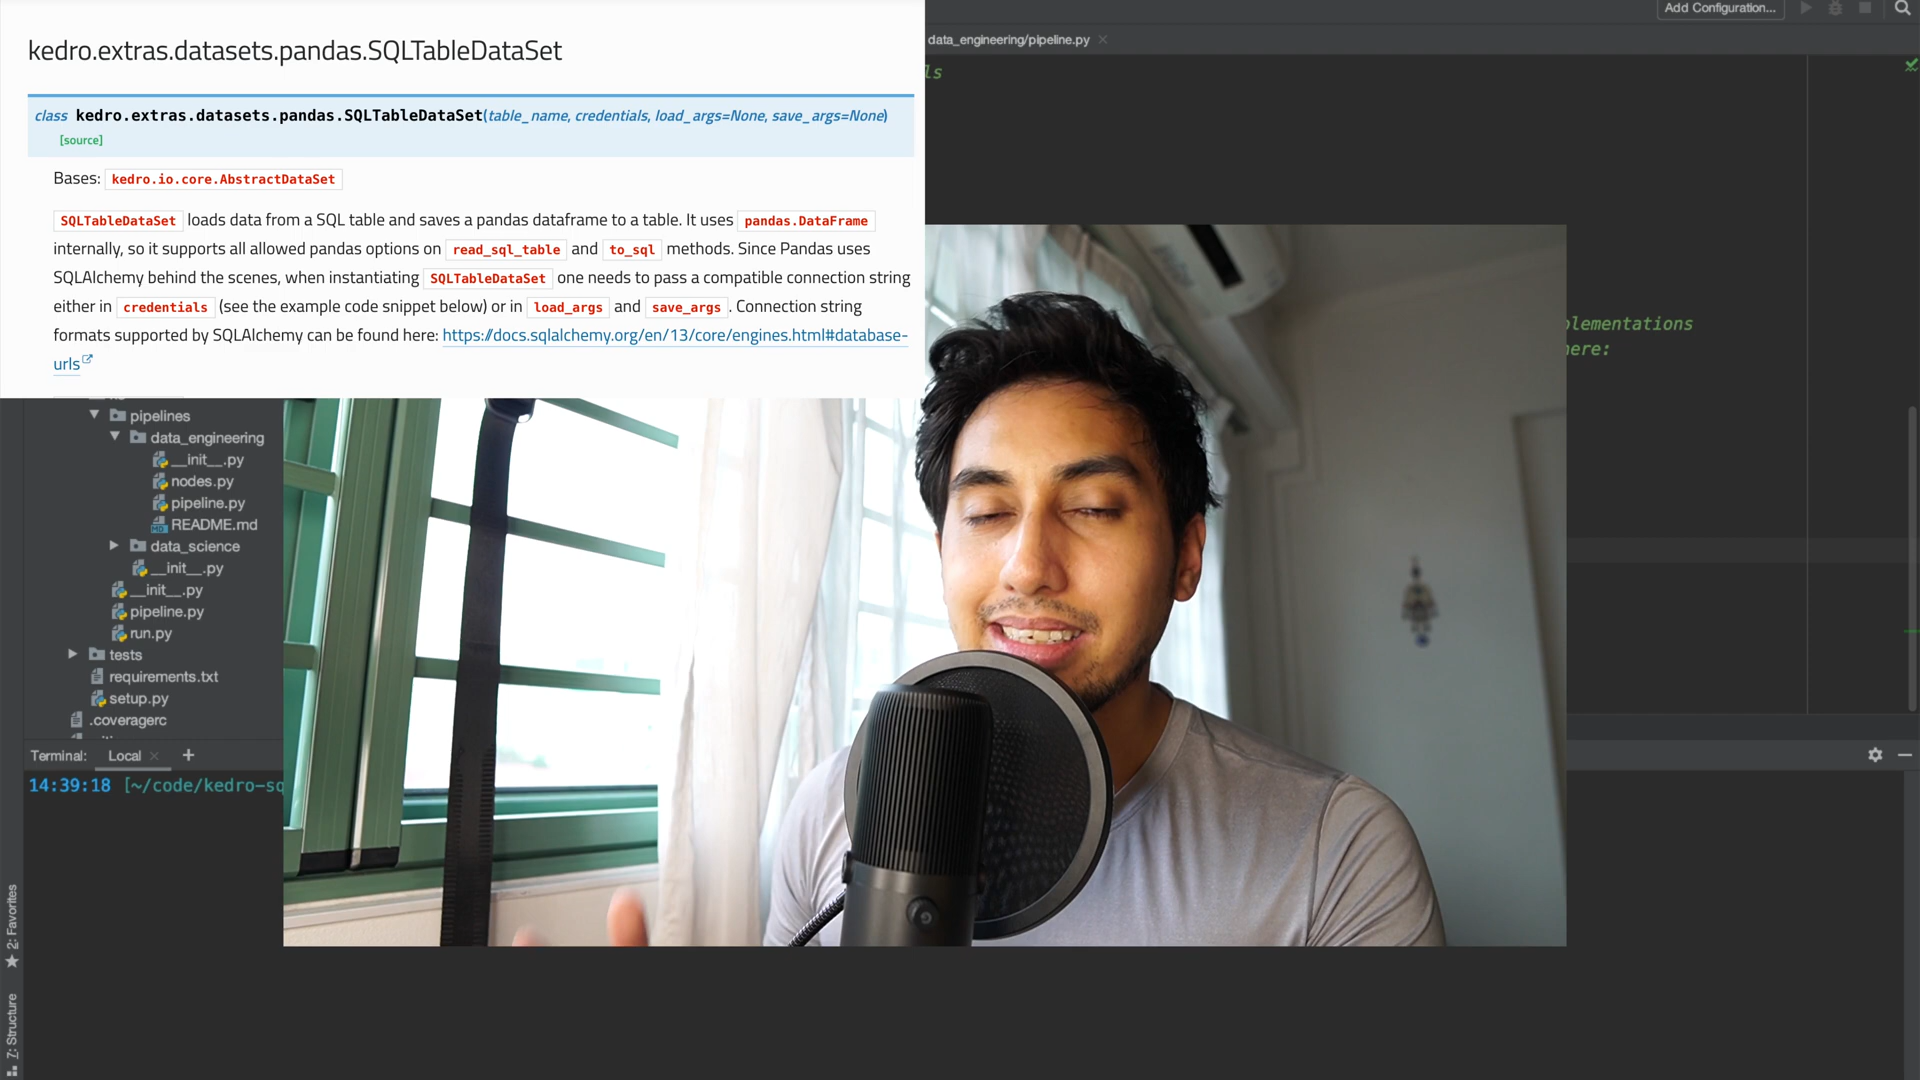 kedro.extras.datasets.pandas.SQLTableDataSet
class kedro.extras.datasets.pandas.SQLTableDataSet(table_name, credentials, load_args=None, save_args=None)
[source]
Bases: kedro.io.core.AbstractDataSet
SQLTableDataSet loads data from a SQL table and saves a pandas dataframe to a table. It uses pandas.DataFrame
internally, so it supports all allowed pandas options on read_sql_table and to_sql methods. Since Pandas uses
SQLAlchemy behind the scenes, when instantiating SQLTableDataSet one needs to pass a compatible connection string
either in credentials (see the example code snippet below) or in load_args and save_args. Connection string
formats supported by SQLAlchemy can be found here: https://docs.sqlalchemy.org/en/13/core/engines.html#database-
urls
Add Configuration...
data_engineering/pipeline.py
ls
plementations
here:
pipelines
data_engineering
__init__.py
nodes.py
pipeline.py
README.md
data_science
__init__.py
__init__.py
pipeline.py
run.py
tests
requirements.txt
setup.py
.coveragerc
Terminal: Local +
14:39:18 [~/code/kedro-sq
2: Favorites
7: Structure